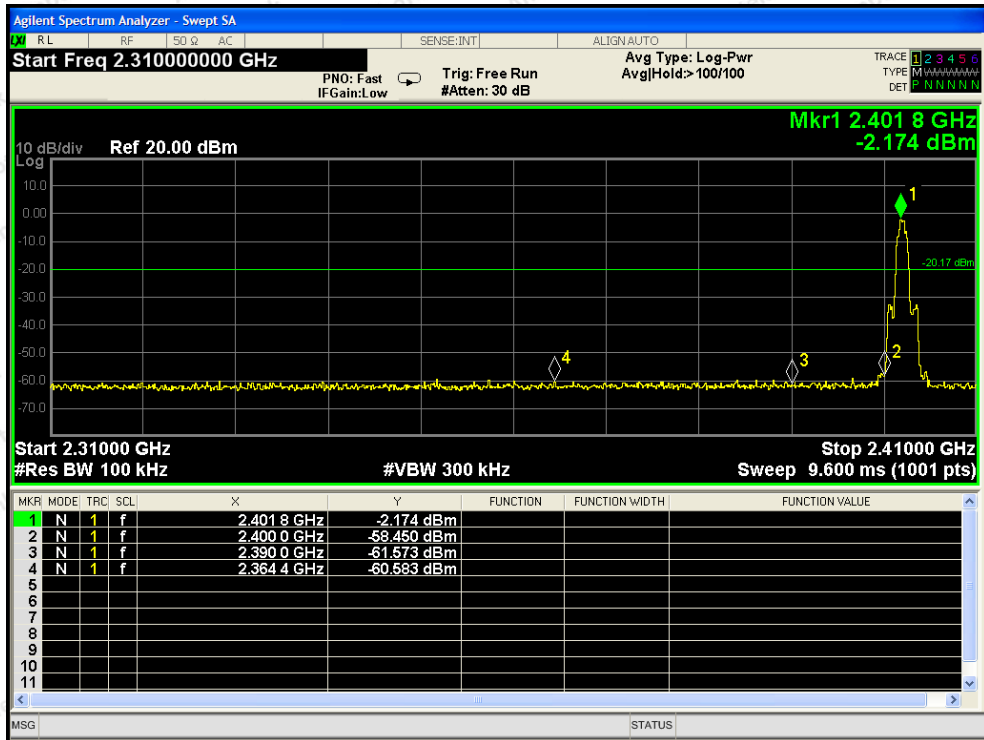 Agilent Spectrum Analyzer - Swept SA
LXI RL RF 50 Ω AC SENSE:INT ALIGN AUTO
Start Freq 2.310000000 GHz Avg Type: Log-Pwr TRACE 1 2 3 4 5 6
PNO: Fast Trig: Free Run Avg|Hold:> 100/100 TYPE M
IFGain:Low #Atten: 30 dB DET P N N N N N
Mkr1 2.401 8 GHz
10 dB/div Ref 20.00 dBm -2.174 dBm
Log
10.0
1
0.00
-10.0
-20.0 -20.17 dBm
-30.0
-40.0
-50.0 4 3 2
-60.0
-70.0
Start 2.31000 GHz Stop 2.41000 GHz
#Res BW 100 kHz #VBW 300 kHz Sweep 9.600 ms (1001 pts)
MKR MODE TRC SCL X Y FUNCTION FUNCTION WIDTH FUNCTION VALUE
1 N 1 f 2.401 8 GHz -2.174 dBm
2 N 1 f 2.400 0 GHz -58.450 dBm
3 N 1 f 2.390 0 GHz -61.573 dBm
4 N 1 f 2.364 4 GHz -60.583 dBm
5
6
7
8
9
10
11
MSG STATUS